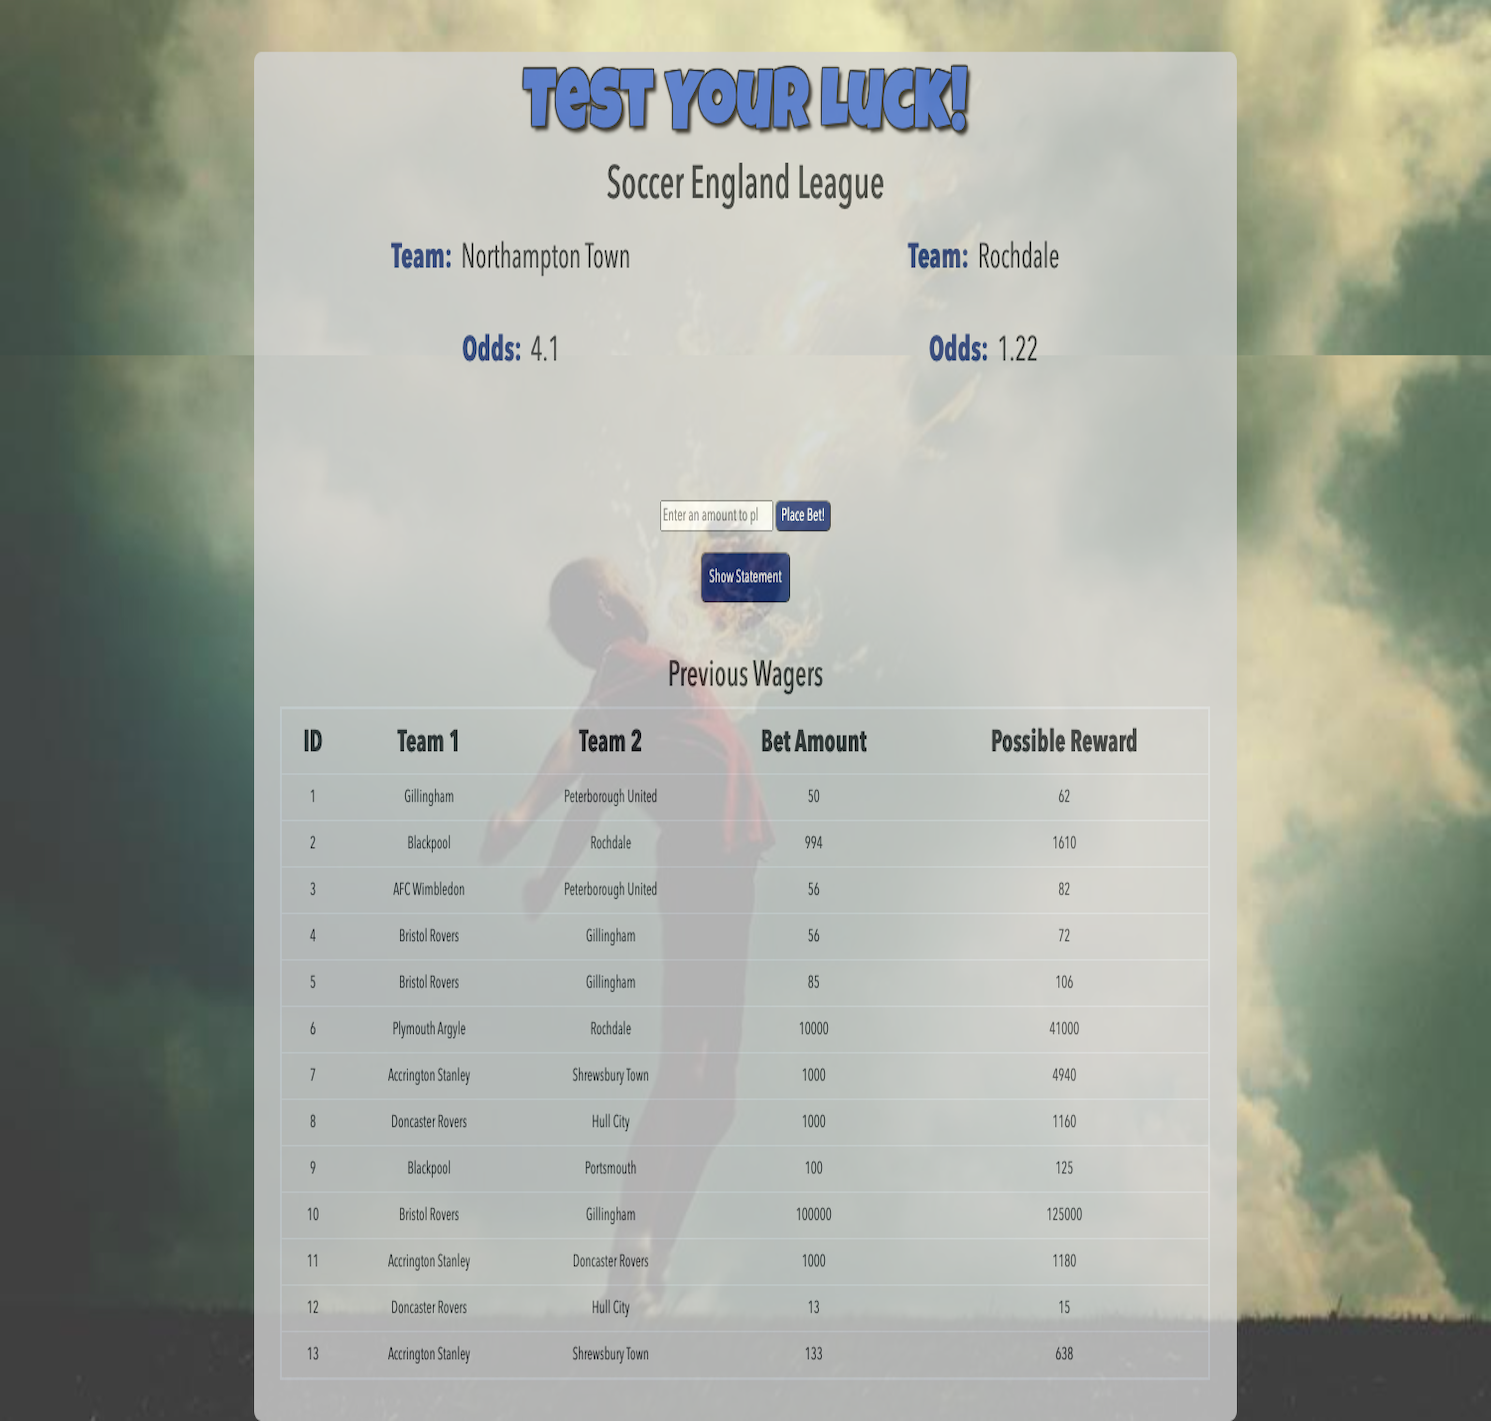 Test Your Luck!
Soccer England League
Team: Northampton Town Team: Rochdale
Odds: 4.1 Odds: 1.22
Enter an amount to pl Place Bet!
Show Statement
Previous Wagers
ID Team 1 Team 2 Bet Amount Possible Reward
1 Gillingham Peterborough United 50 62
2 Blackpool Rochdale 994 1610
3 AFC Wimbledon Peterborough United 56 82
4 Bristol Rovers Gillingham 56 72
5 Bristol Rovers Gillingham 85 106
6 Plymouth Argyle Rochdale 10000 41000
7 Accrington Stanley Shrewsbury Town 1000 4940
8 Doncaster Rovers Hull City 1000 1160
9 Blackpool Portsmouth 100 125
10 Bristol Rovers Gillingham 100000 125000
11 Accrington Stanley Doncaster Rovers 1000 1180
12 Doncaster Rovers Hull City 13 15
13 Accrington Stanley Shrewsbury Town 133 638